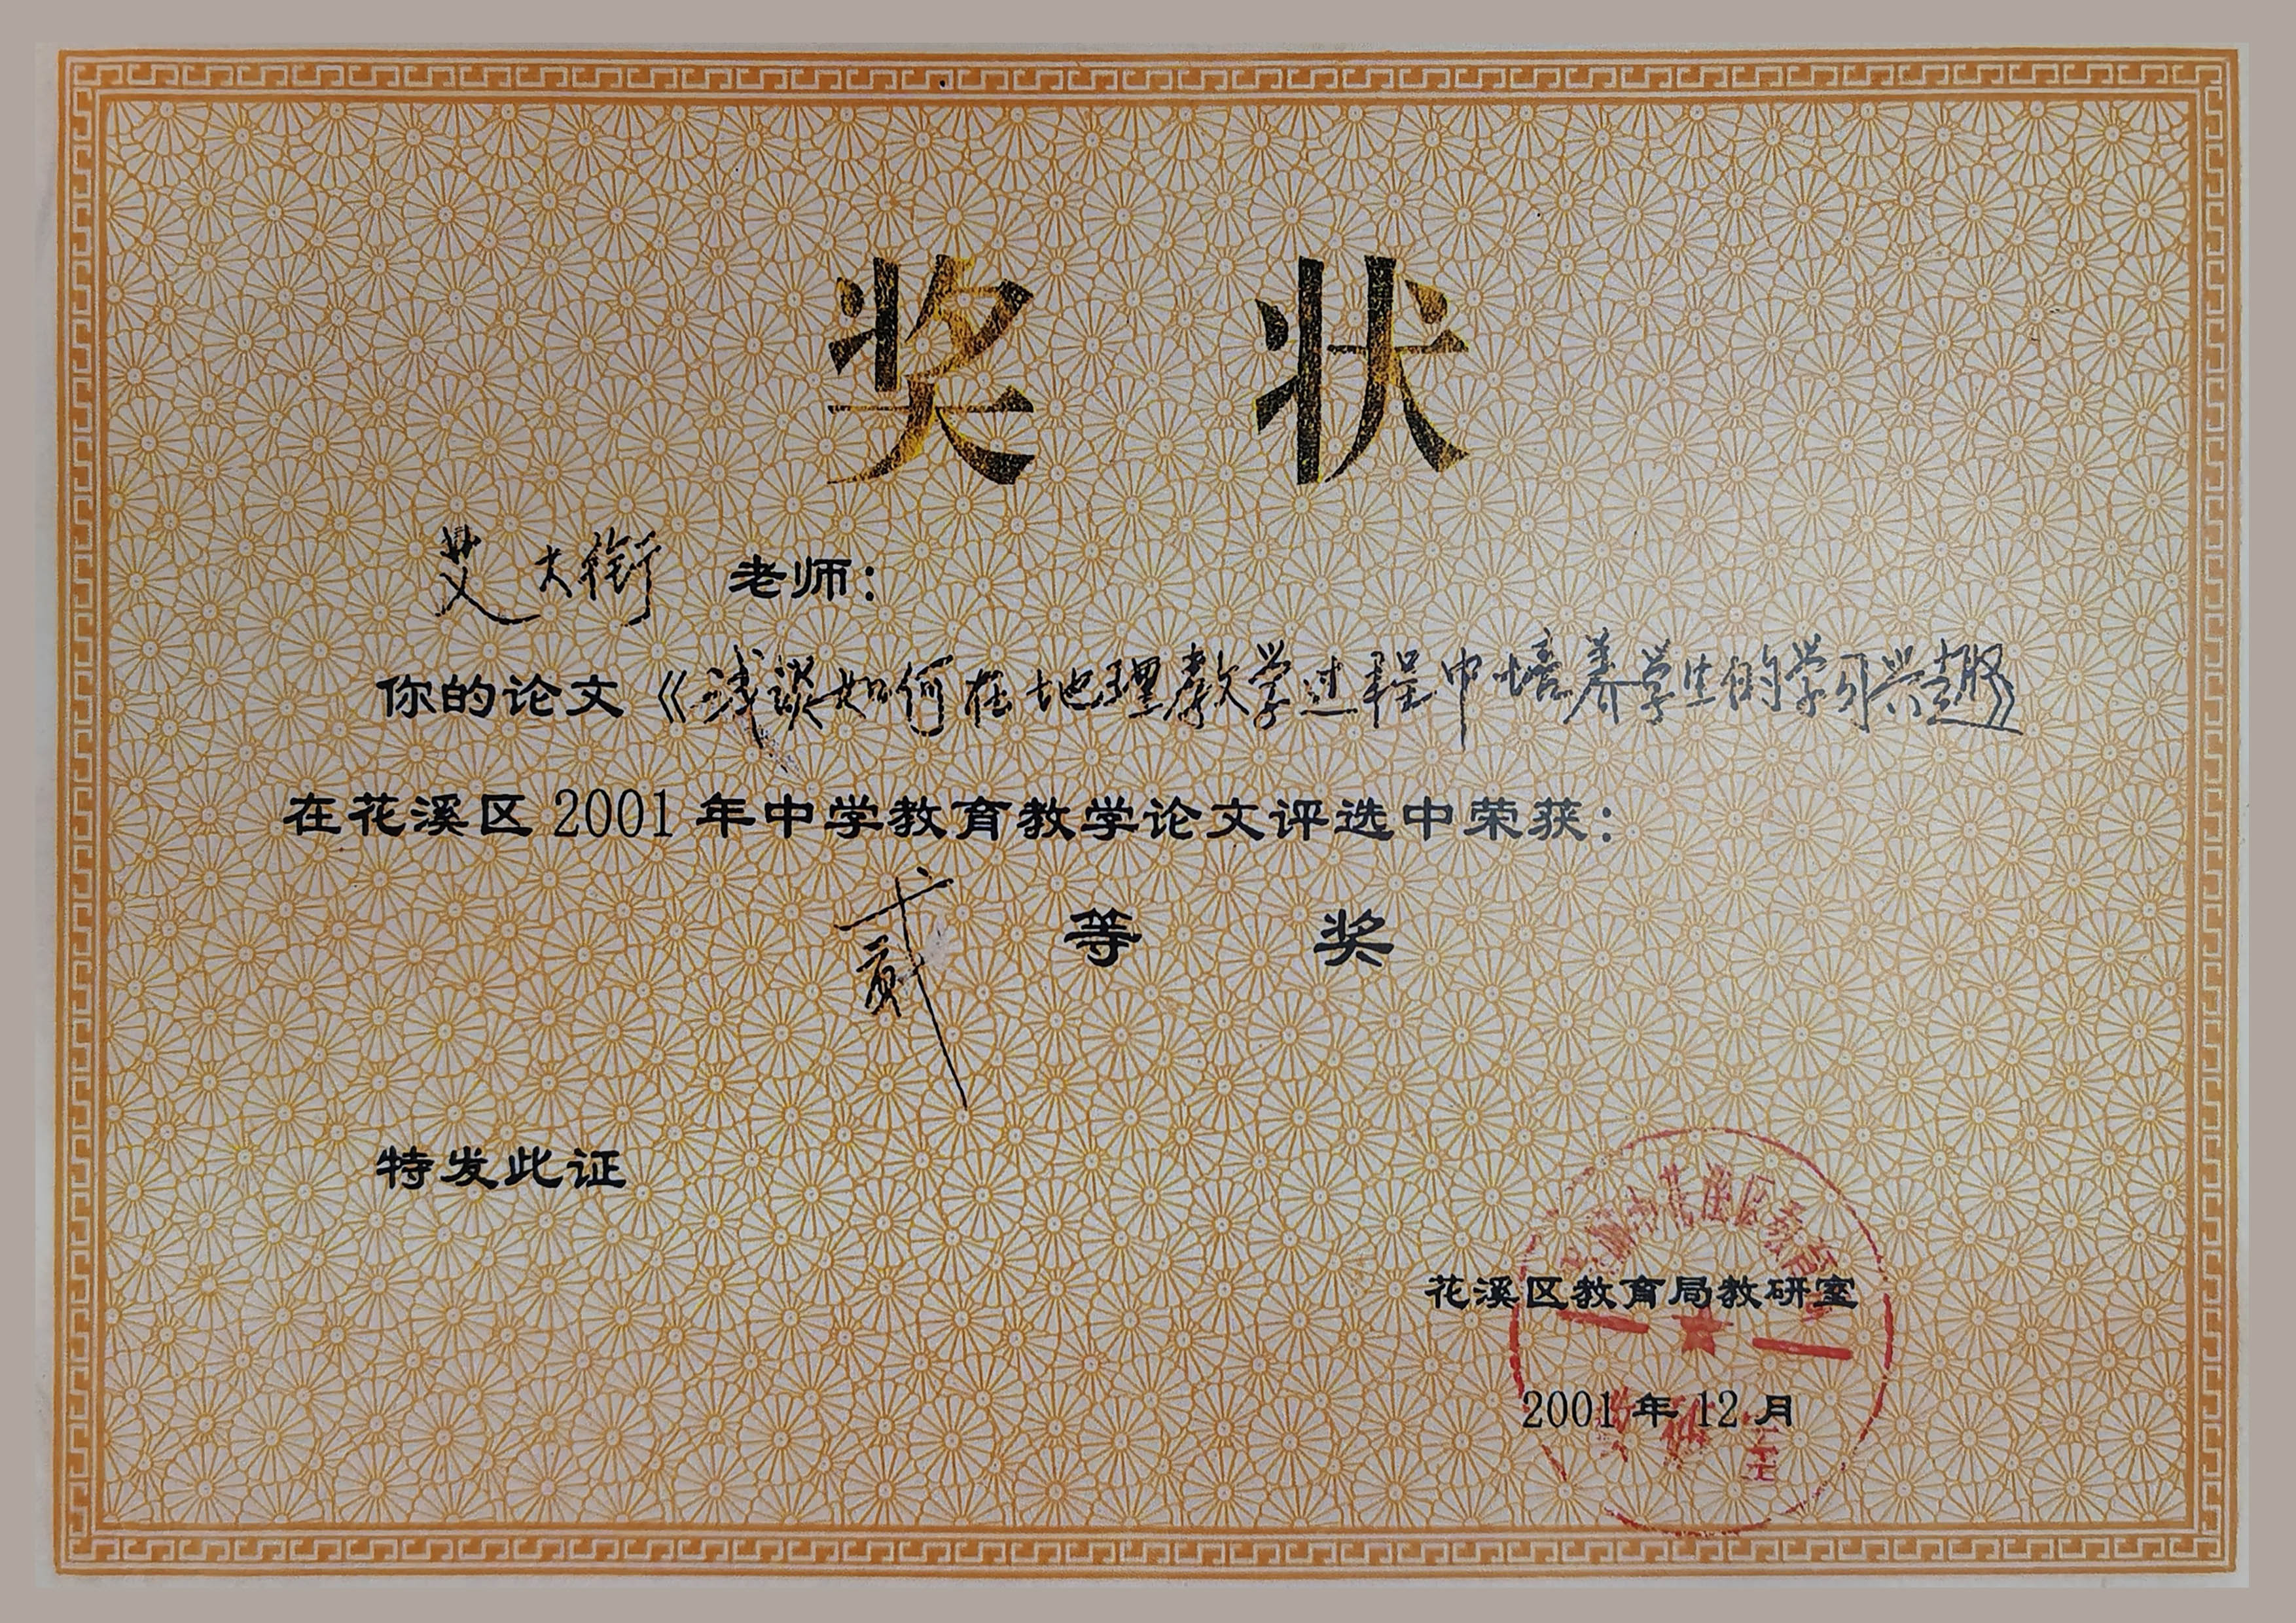 奖 状
艾大衔 老师：
你的论文《浅谈如何在地理教学过程中培养学生的学习兴趣》
在花溪区2001年中学教育教学论文评选中荣获：
贰 等 奖
特发此证
花溪区教育局教研室
2001年12月